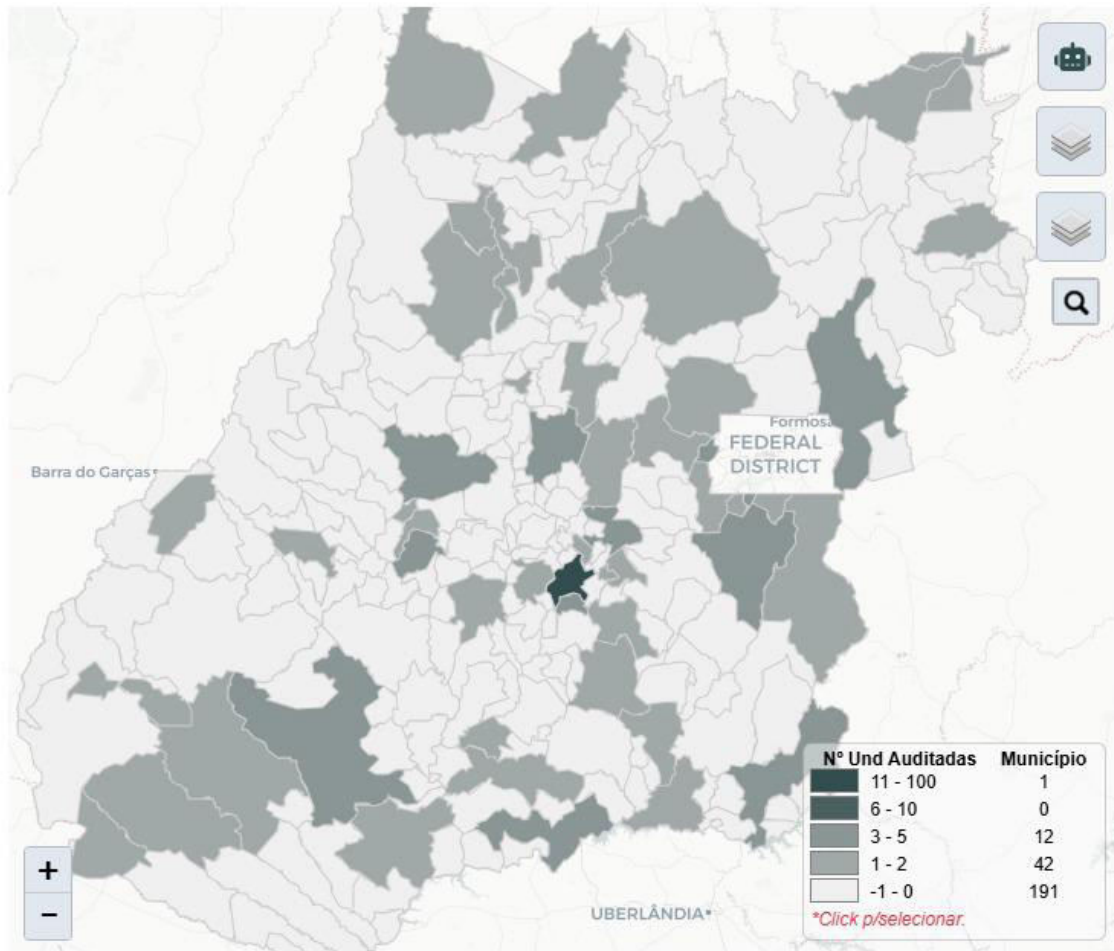 Formosa
FEDERAL
DISTRICT
Barra do Garças
Nº Und Auditadas Município
11 - 100 1
6 - 10 0
3 - 5 12
1 - 2 42
-1 - 0 191
*Click p/selecionar.
+
−
UBERLÂNDIA